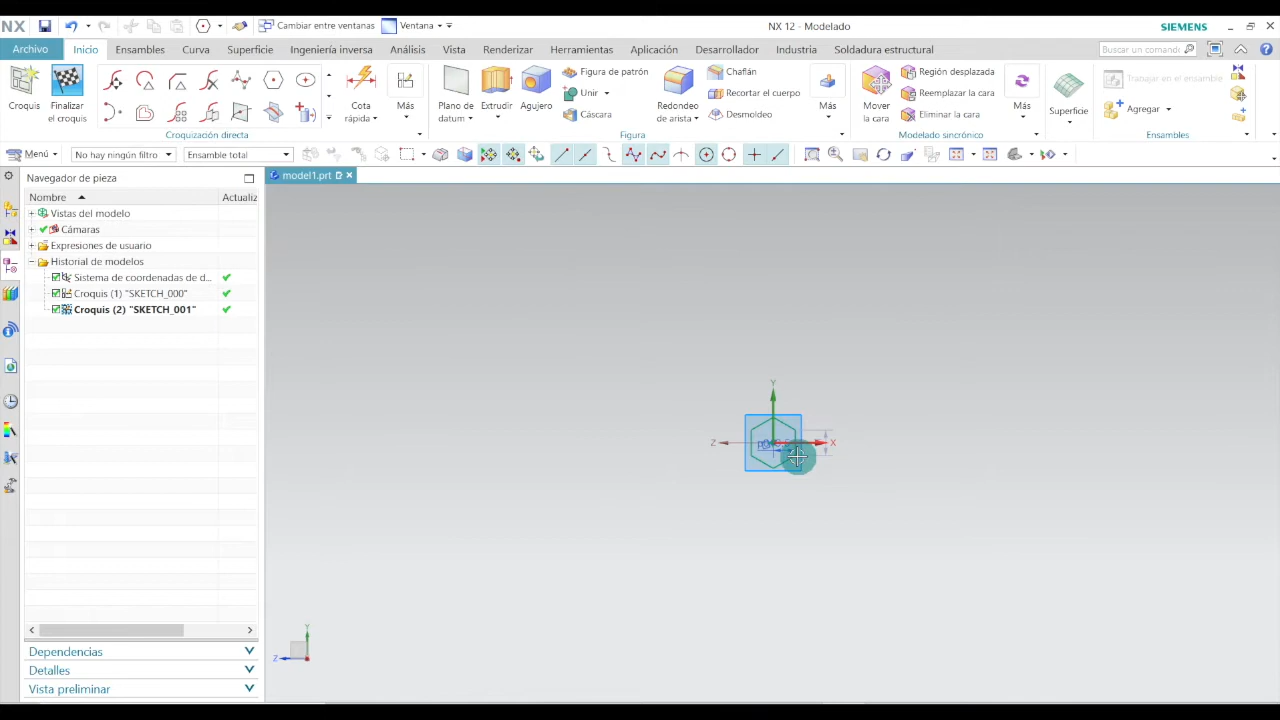 NX
Cambiar entre ventanas
Ventana
NX 12 - Modelado
SIEMENS
Archivo
Inicio
Ensambles
Curva
Superficie
Ingeniería inversa
Análisis
Vista
Renderizar
Herramientas
Aplicación
Desarrollador
Industria
Soldadura estructural
Buscar un comando
Croquis
Finalizar
el croquis
Cota
rápida
Más
Plano de
datum
Extrudir
Agujero
Figura de patrón
Unir
Cáscara
Redondeo
de arista
Chaflán
Recortar el cuerpo
Desmoldeo
Más
Mover
la cara
Región desplazada
Reemplazar la cara
Eliminar la cara
Más
Superficie
Trabajar en el ensamble
Agregar
Croquización directa
Figura
Modelado sincrónico
Ensambles
Menú
No hay ningún filtro
Ensamble total
Navegador de pieza
model1.prt
Nombre
Actualiz
Vistas del modelo
Cámaras
Expresiones de usuario
Historial de modelos
Sistema de coordenadas de d...
Croquis (1) "SKETCH_000"
Croquis (2) "SKETCH_001"
Y
Z
X
Y
Z
Dependencias
Detalles
Vista preliminar